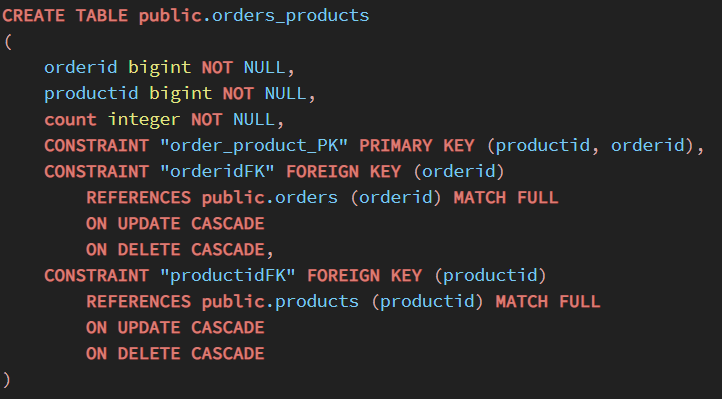 CREATE TABLE public.orders_products
(
    orderid bigint NOT NULL,
    productid bigint NOT NULL,
    count integer NOT NULL,
    CONSTRAINT "order_product_PK" PRIMARY KEY (productid, orderid),
    CONSTRAINT "orderidFK" FOREIGN KEY (orderid)
        REFERENCES public.orders (orderid) MATCH FULL
        ON UPDATE CASCADE
        ON DELETE CASCADE,
    CONSTRAINT "productidFK" FOREIGN KEY (productid)
        REFERENCES public.products (productid) MATCH FULL
        ON UPDATE CASCADE
        ON DELETE CASCADE
)